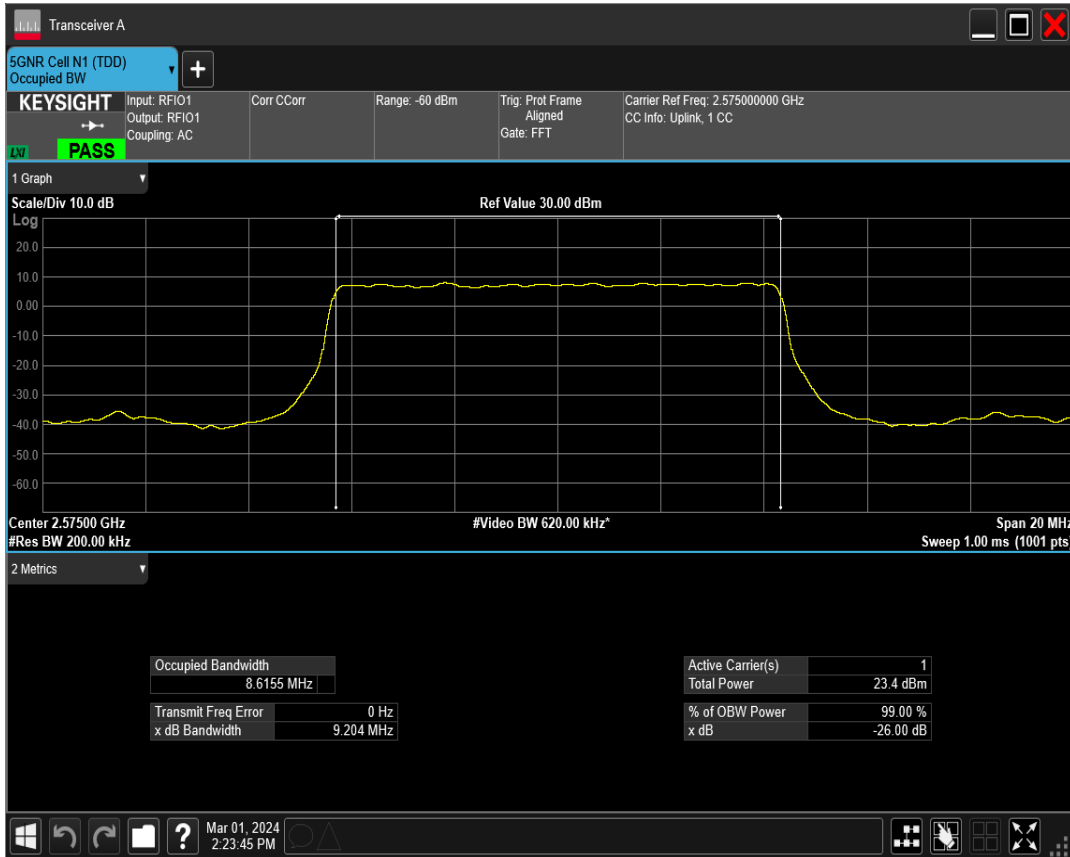 Transceiver A
5GNR Cell N1 (TDD)
Occupied BW
+
KEYSIGHT
LXI
PASS
Input: RFIO1
Output: RFIO1
Coupling: AC
Corr CCorr
Range: -60 dBm
Trig: Prot Frame
Aligned
Gate: FFT
Carrier Ref Freq: 2.575000000 GHz
CC Info: Uplink, 1 CC
1 Graph
Scale/Div 10.0 dB
Ref Value 30.00 dBm
Log
20.0
10.0
0.00
-10.0
-20.0
-30.0
-40.0
-50.0
-60.0
Center 2.57500 GHz
#Video BW 620.00 kHz*
Span 20 MHz
#Res BW 200.00 kHz
Sweep 1.00 ms (1001 pts)
2 Metrics
Occupied Bandwidth
8.6155 MHz
Transmit Freq Error 0 Hz
x dB Bandwidth 9.204 MHz
Active Carrier(s) 1
Total Power 23.4 dBm
% of OBW Power 99.00 %
x dB -26.00 dB
?
Mar 01, 2024
2:23:45 PM